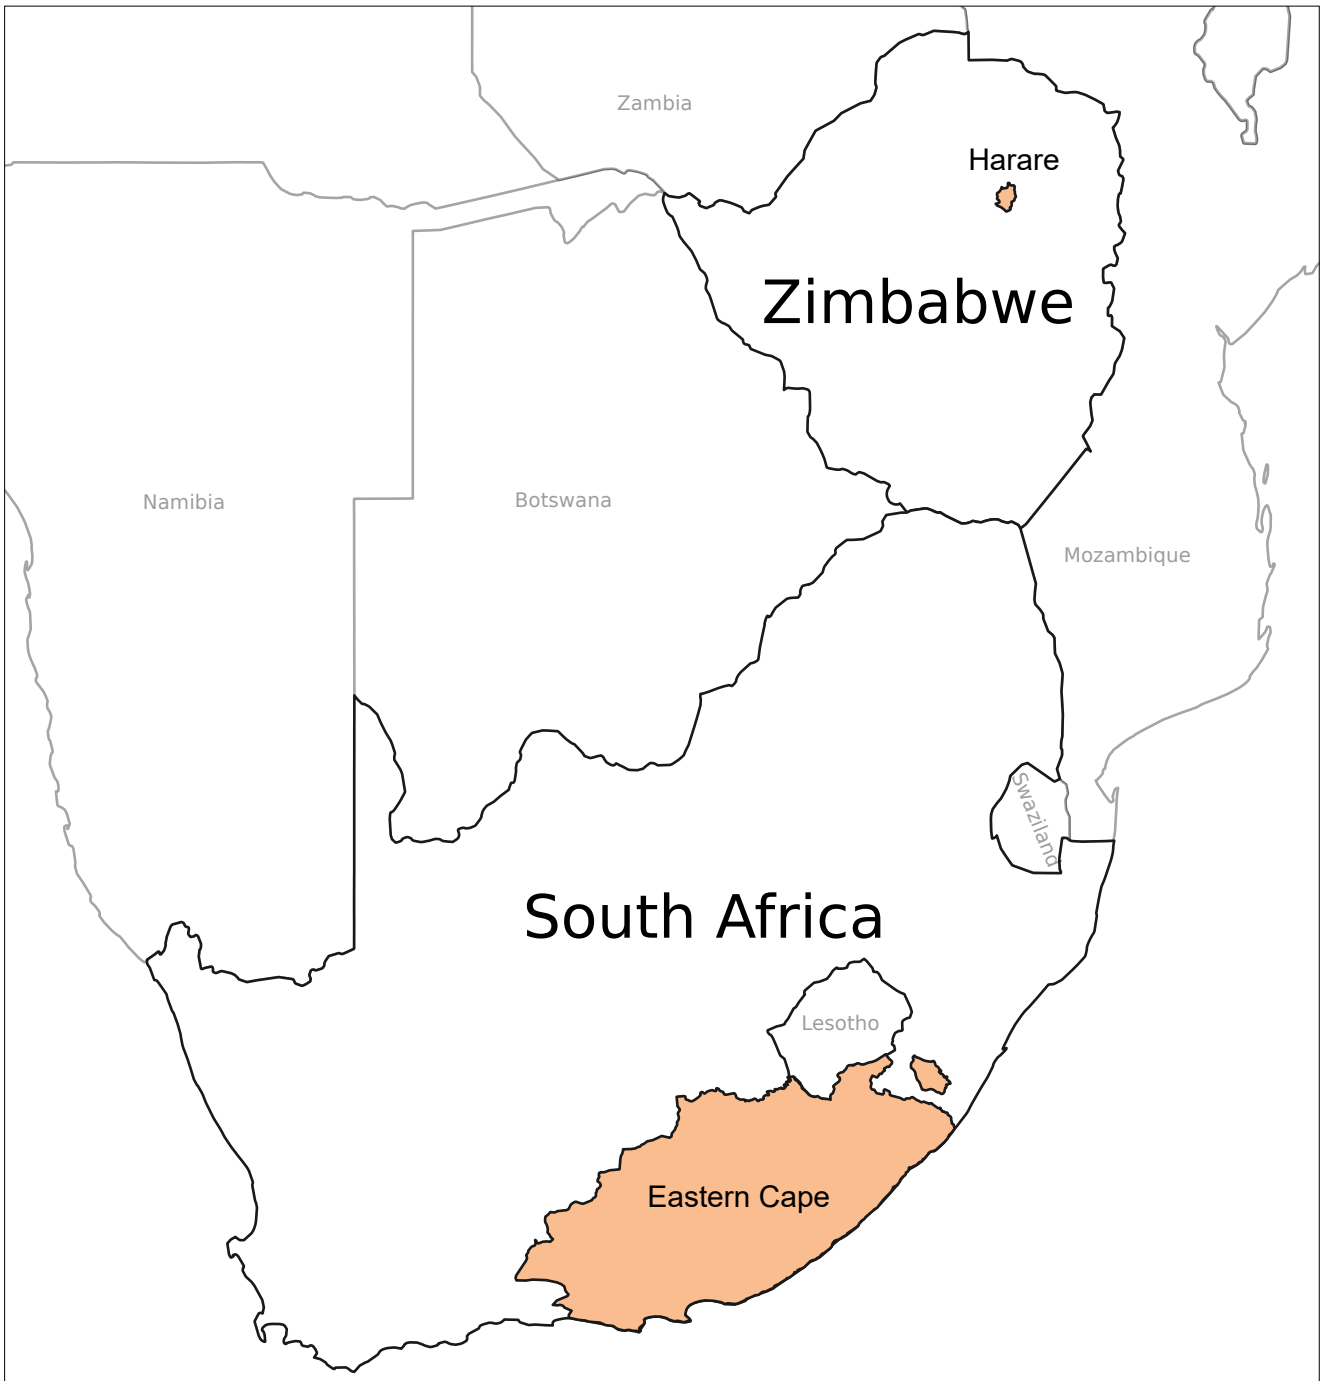 Zambia
Harare
Zimbabwe
Namibia
Botswana
Mozambique
Swaziland
South Africa
Lesotho
Eastern Cape